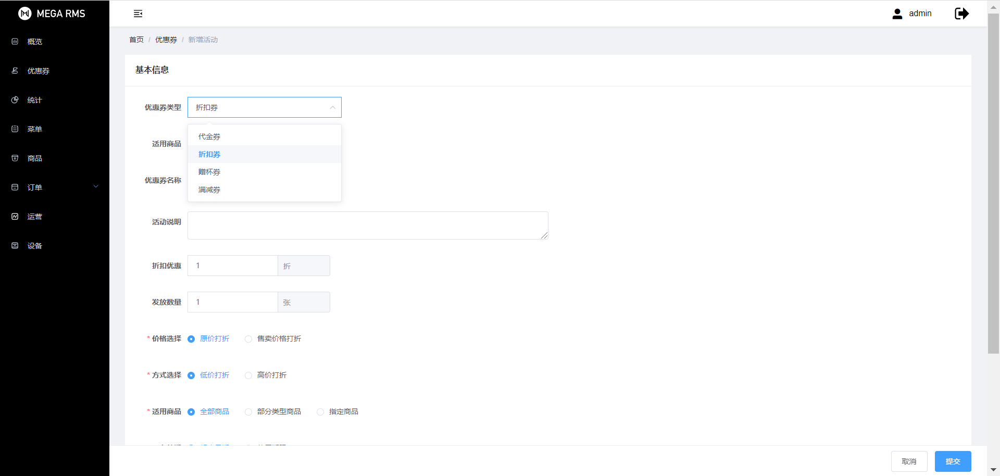 MEGA RMS
admin
概览
优惠券
统计
菜单
商品
订单
运营
设备
首页 / 优惠券 / 新增活动
基本信息
优惠券类型 折扣券
代金券
适用商品
折扣券
赠杯券
优惠券名称
满减券
活动说明
折扣优惠 1 折
发放数量 1 张
* 价格选择 原价打折 售卖价格打折
* 方式选择 低价打折 高价打折
* 适用商品 全部商品 部分类型商品 指定商品
取消 提交